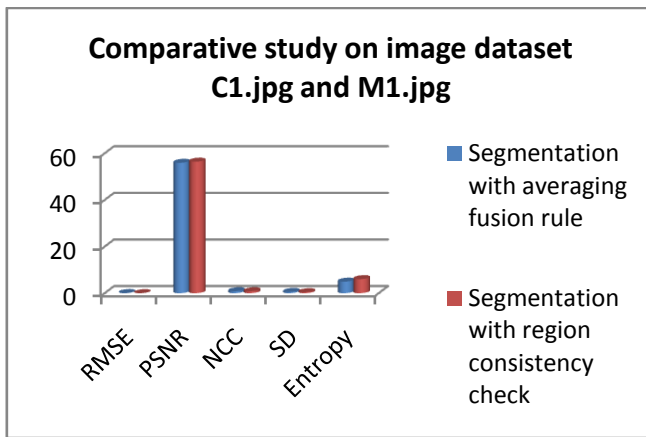 Comparative study on image dataset
C1.jpg and M1.jpg
60
40
20
0
RMSE
PSNR
NCC
SD
Entropy
Segmentation
with averaging
fusion rule
Segmentation
with region
consistency
check